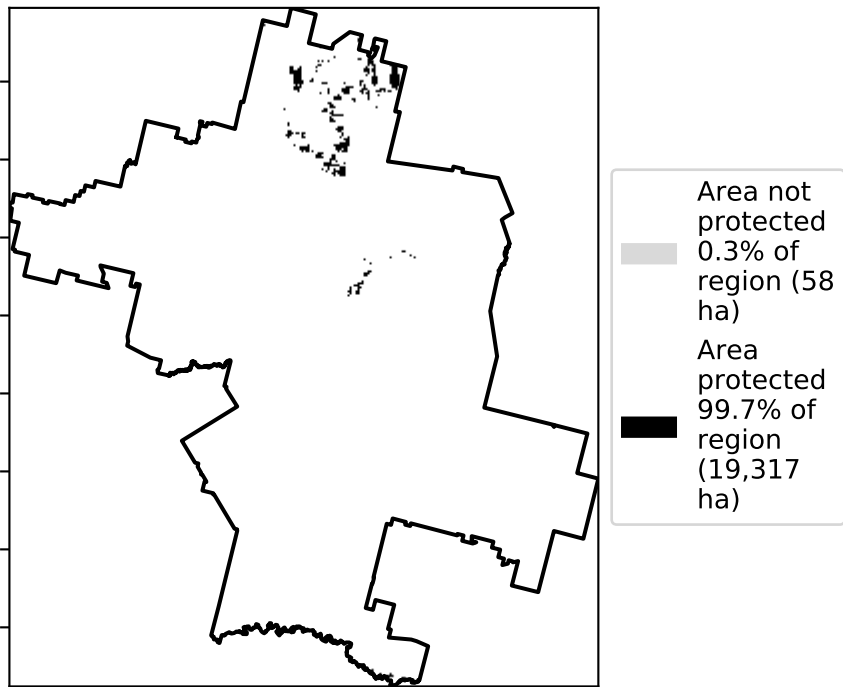 Area not
protected
0.3% of
region (58
ha)
Area
protected
99.7% of
region
(19,317
ha)